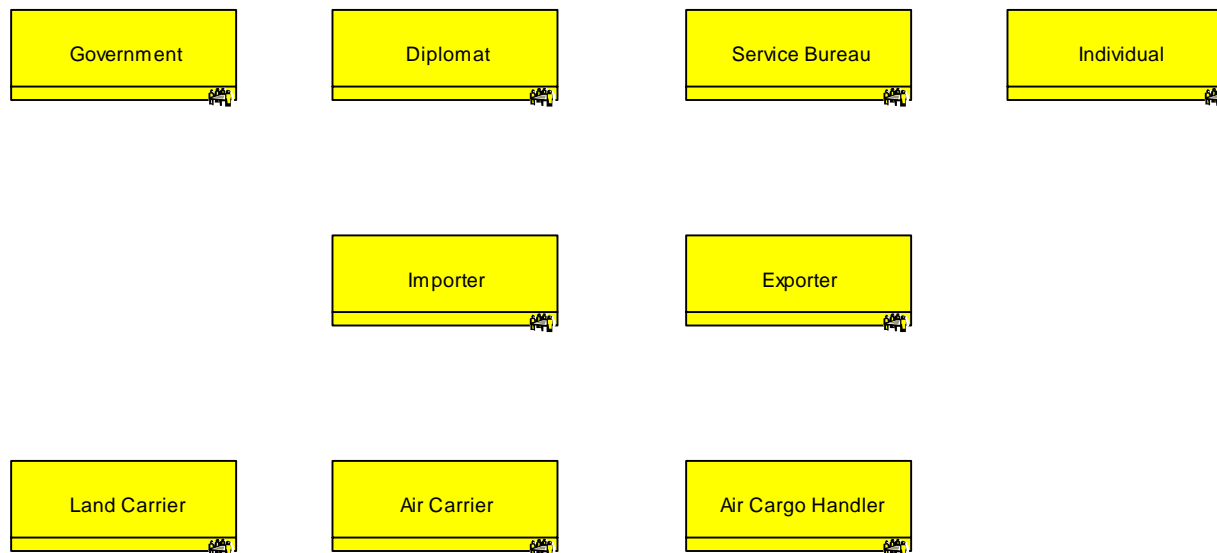 Government
Diplomat
Service Bureau
Individual
Importer
Exporter
Land Carrier
Air Carrier
Air Cargo Handler